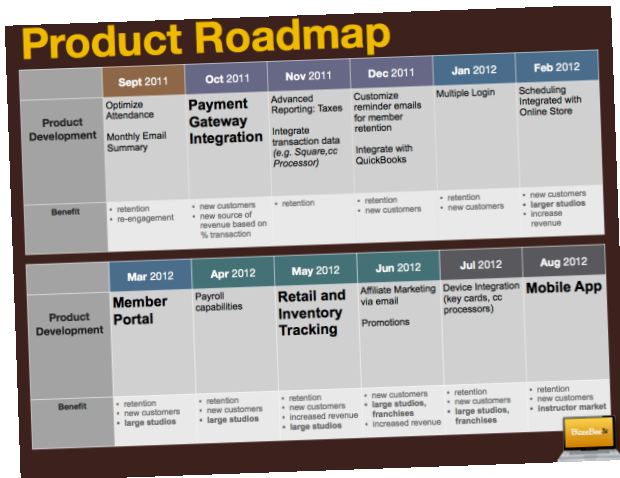 Product Roadmap
Sept 2011
Oct 2011
Nov 2011
Dec 2011
Jan 2012
Feb 2012
Product
Development
Optimize
Attendance
Monthly Email
Summary
Payment
Gateway
Integration
Advanced
Reporting: Taxes
Integrate
transaction data
(e.g. Square,cc
Processor)
Customize
reminder emails
for member
retention
Integrate with
QuickBooks
Multiple Login
Scheduling
Integrated with
Online Store
Benefit
• retention
• re-engagement
• new customers
• new source of
revenue based on
% transaction
• retention
• retention
• new customers
• retention
• new customers
• new customers
• larger studios
• increase
revenue
Mar 2012
Apr 2012
May 2012
Jun 2012
Jul 2012
Aug 2012
Product
Development
Member
Portal
Payroll
capabilities
Retail and
Inventory
Tracking
Affiliate Marketing
via email
Promotions
Device Integration
(key cards, cc
processors)
Mobile App
Benefit
• retention
• new customers
• large studios
• retention
• new customers
• large studios
• retention
• new customers
• increased revenue
• large studios
• new customers
• large studios,
franchises
• increased revenue
• retention
• new customers
• large studios,
franchises
• retention
• new customers
• instructor market